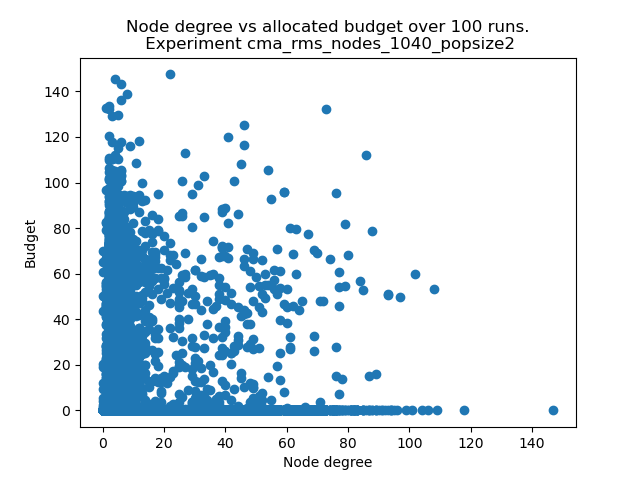 Node degree vs allocated budget over 100 runs.
Experiment cma_rms_nodes_1040_popsize2
140
120
100
80
60
40
20
0
Budget
0 20 40 60 80 100 120 140
Node degree